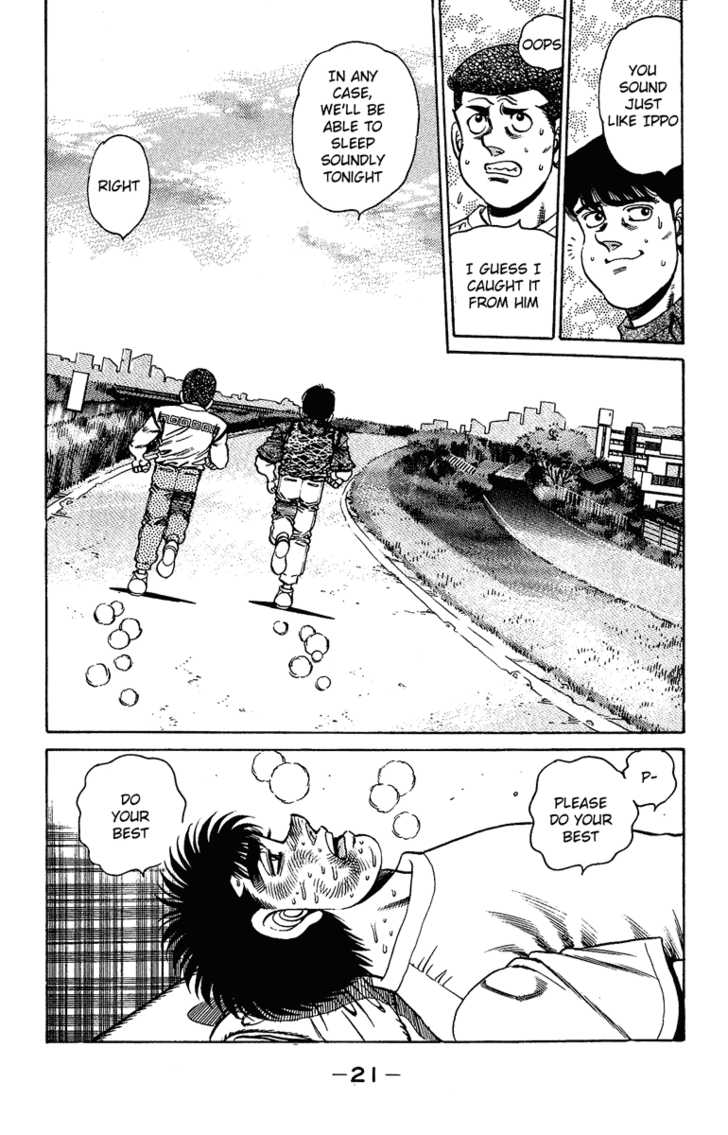 YOU
SOUND
JUST
LIKE IPPO
OOPS
I GUESS I
CAUGHT IT
FROM HIM
IN ANY
CASE,
WE'LL BE
ABLE TO
SLEEP
SOUNDLY
TONIGHT
RIGHT
P-
PLEASE
DO YOUR
BEST
DO
YOUR
BEST
-21-